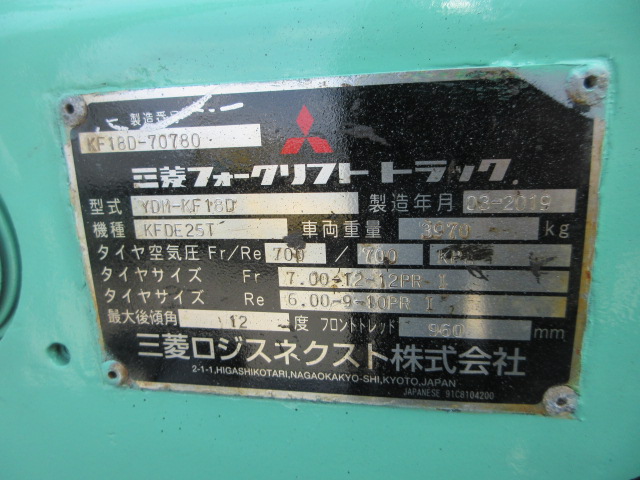 製造番号
KF18D-70780
三菱フォークリフト トラック
型式 YDM-KF18D 製造年月 03-2019
機種 KFDE25T 車両重量 3970 kg
タイヤ空気圧 Fr/Re 700 / 700 KPa
タイヤサイズ Fr 7.00-12-12PR I
タイヤサイズ Re 6.00-9-10PR I
最大後傾角 12 度 フロントトレッド 960 mm
三菱ロジスネクスト株式会社
2-1-1,HIGASHIKOTARI,NAGAOKAKYO-SHI,KYOTO,JAPAN
JAPANESE 91C8104200